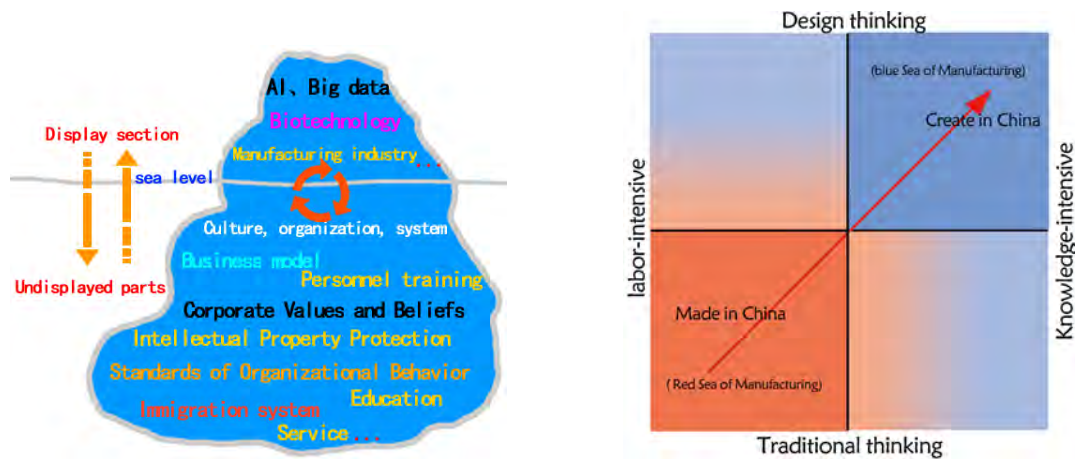 AI、Big data
Biotechnology
Display section
Manufacturing industry...
sea level
Culture, organization, system
Business model
Personnel training
Undisplayed parts
Corporate Values and Beliefs
Intellectual Property Protection
Standards of Organizational Behavior
Education
Immigration system
Service...
Design thinking
(blue Sea of Manufacturing)
Create in China
labor-intensive
Knowledge-intensive
Made in China
( Red Sea of Manufacturing)
Traditional thinking